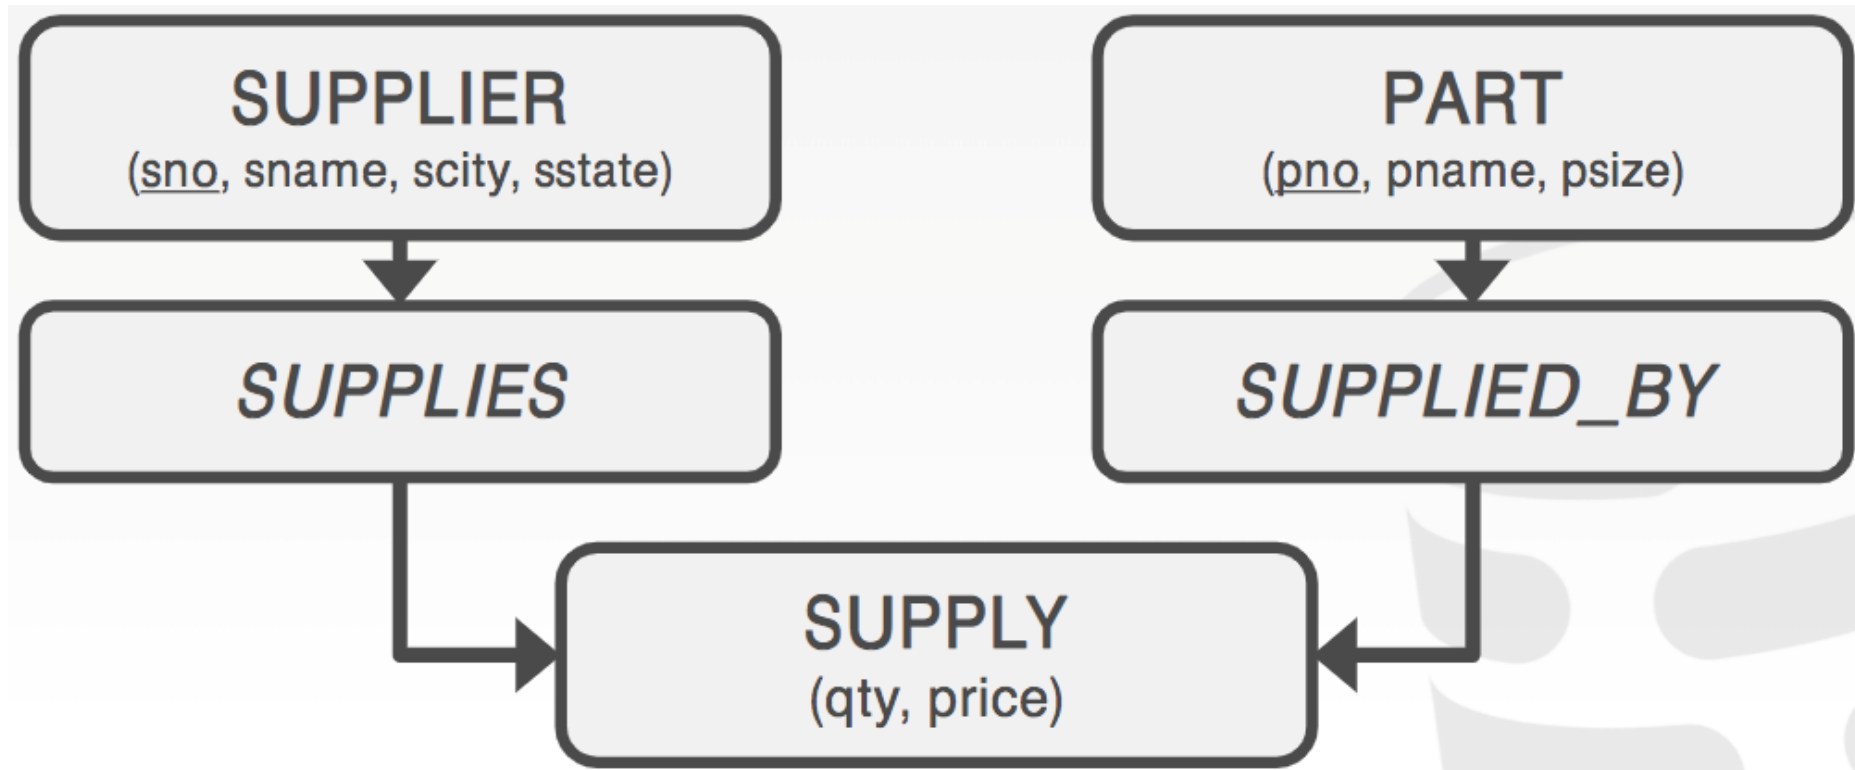 SUPPLIER
(sno, sname, scity, sstate)
PART
(pno, pname, psize)
SUPPLIES
SUPPLIED_BY
SUPPLY
(qty, price)